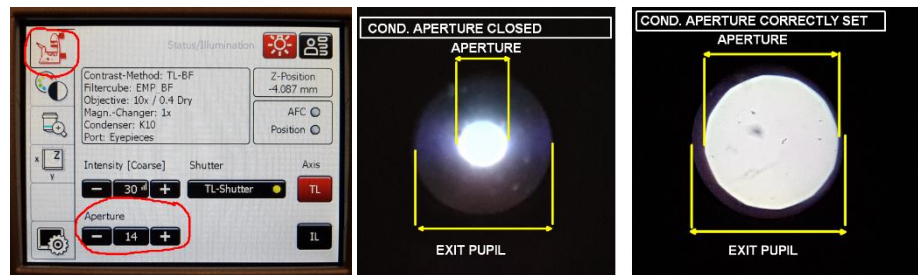 Status/Illumination
Contrast-Method: TL-BF
Filtercube: EMP_BF
Objective: 10x / 0.4 Dry
Magn.-Changer: 1x
Condenser: K10
Port: Eyepieces
Z-Position
-4.087 mm
AFC
Position
x Z
y
Intensity [Coarse] Shutter Axis
– 30 + TL-Shutter TL
Aperture
– 14 + IL
COND. APERTURE CLOSED
APERTURE
EXIT PUPIL
COND. APERTURE CORRECTLY SET
APERTURE
EXIT PUPIL